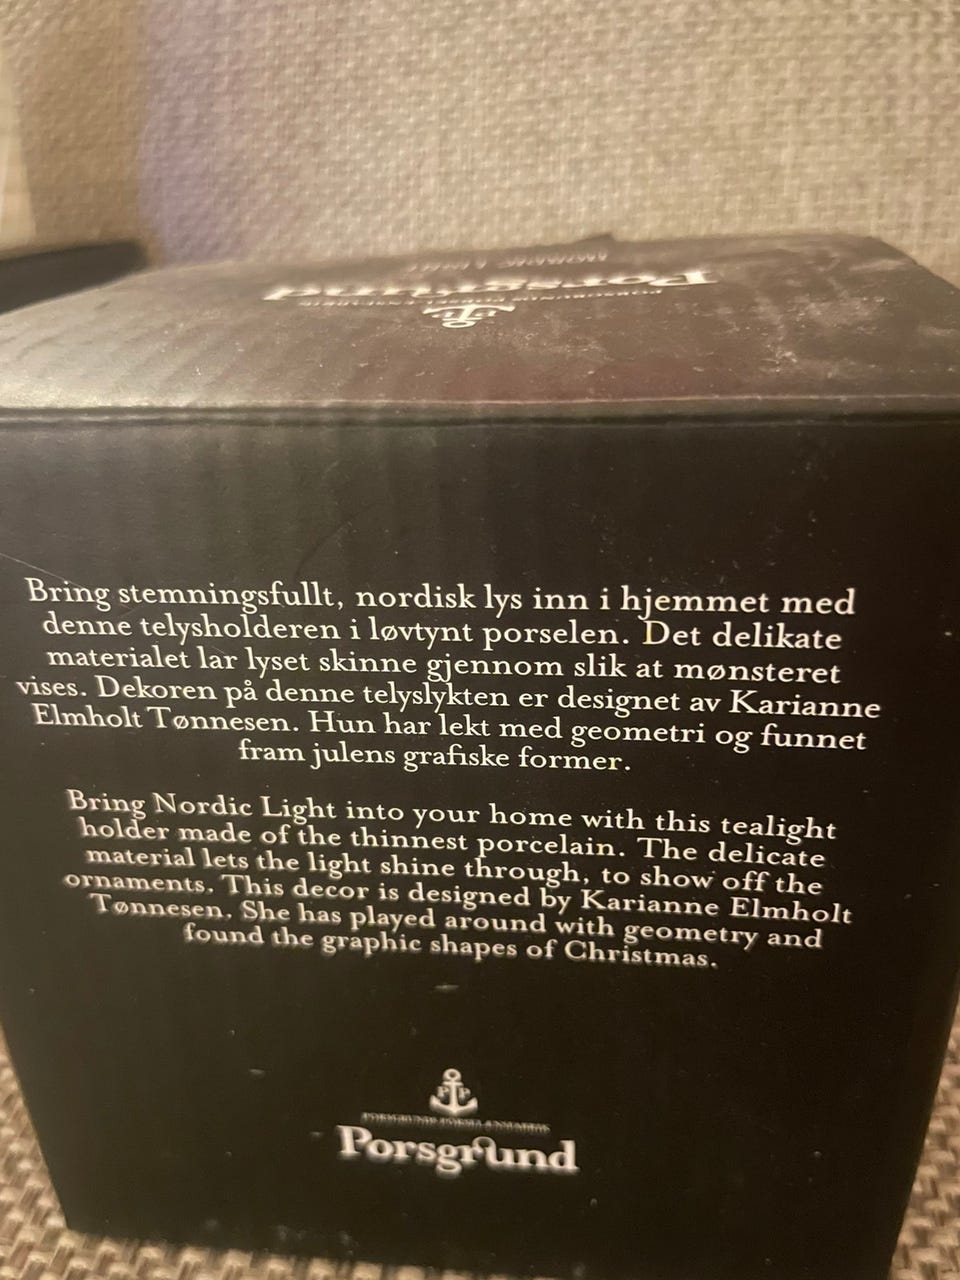 Porsgrund
Bring stemningsfullt, nordisk lys inn i hjemmet med
denne telysholderen i løvtynt porselen. Det delikate
materialet lar lyset skinne gjennom slik at mønsteret
vises. Dekoren på denne telyslykten er designet av Karianne
Elmholt Tønnesen. Hun har lekt med geometri og funnet
fram julens grafiske former.
Bring Nordic Light into your home with this tealight
holder made of the thinnest porcelain. The delicate
material lets the light shine through, to show off the
ornaments. This decor is designed by Karianne Elmholt
Tønnesen. She has played around with geometry and
found the graphic shapes of Christmas.
P P
Porsgrund